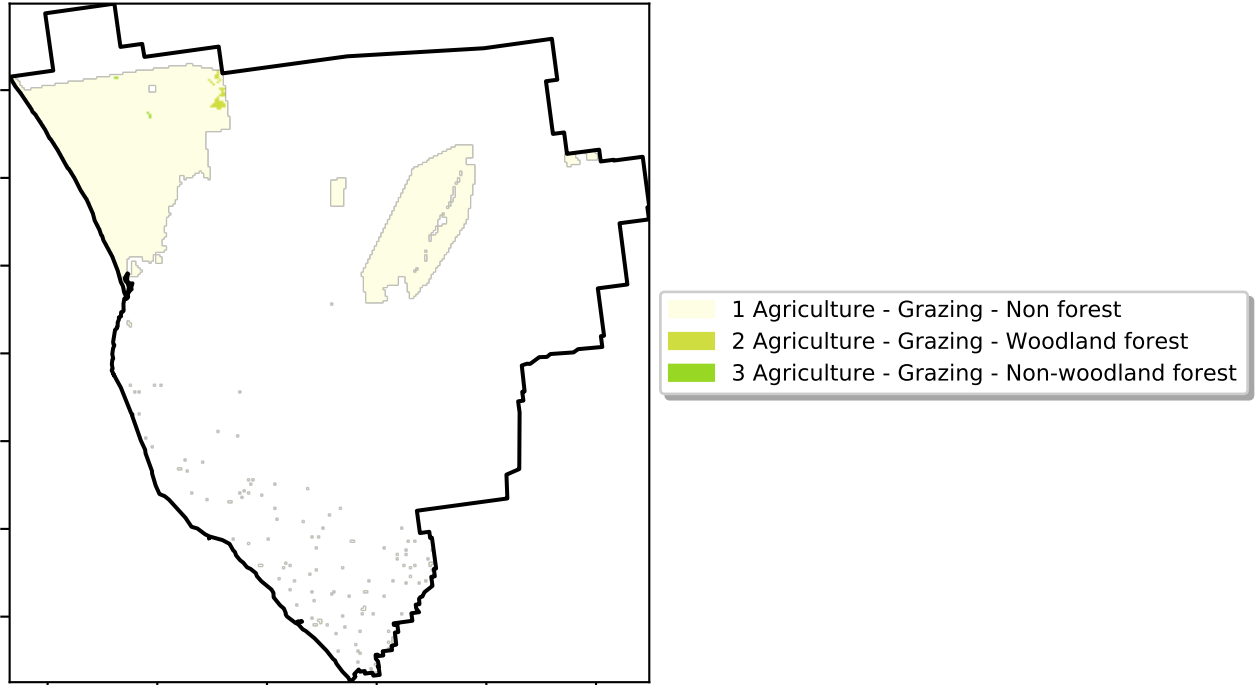 1 Agriculture - Grazing - Non forest
2 Agriculture - Grazing - Woodland forest
3 Agriculture - Grazing - Non-woodland forest